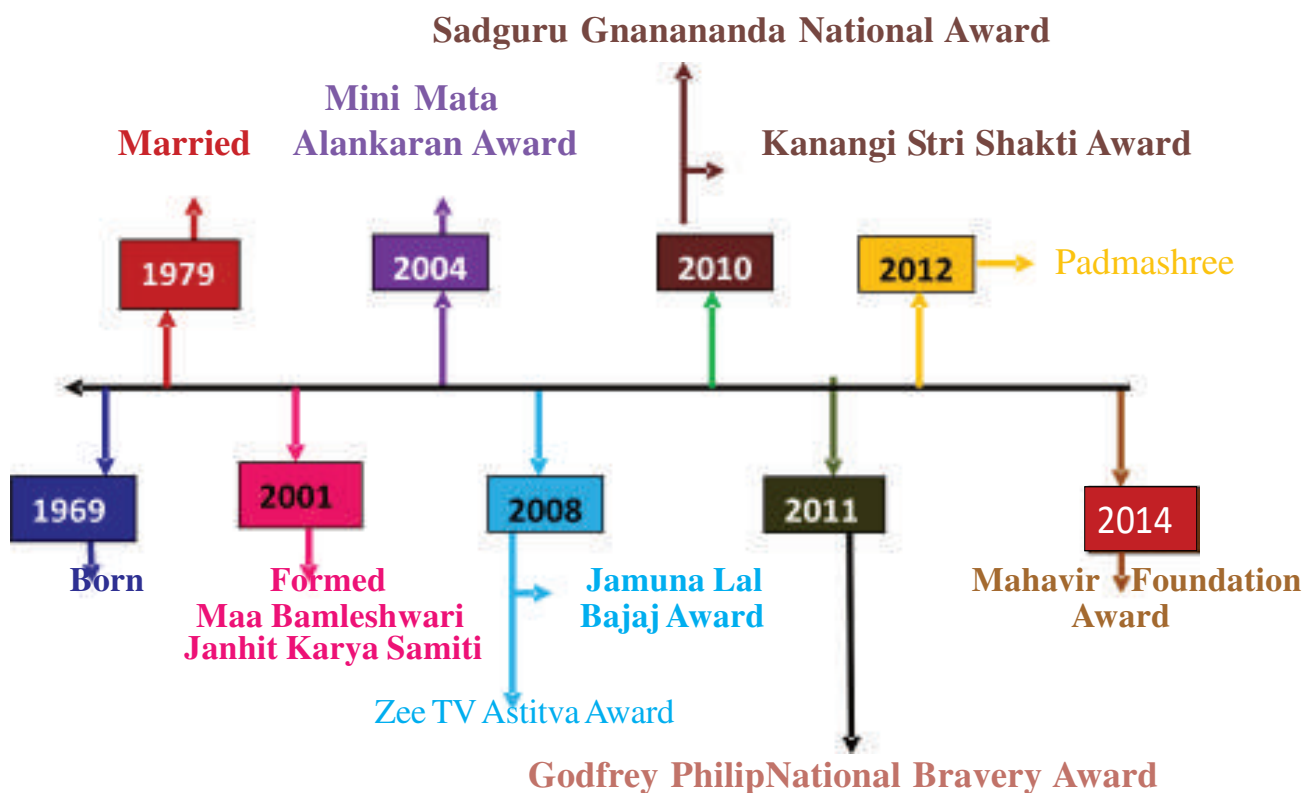 Sadguru Gnanananda National Award
Mini Mata
Married Alankaran Award Kanangi Stri Shakti Award
1979 2004 2010 2012 Padmashree
1969 2001 2008 2011 2014
Born Formed Jamuna Lal Mahavir Foundation
Maa Bamleshwari Bajaj Award Award
Janhit Karya Samiti
Zee TV Astitva Award
Godfrey PhilipNational Bravery Award